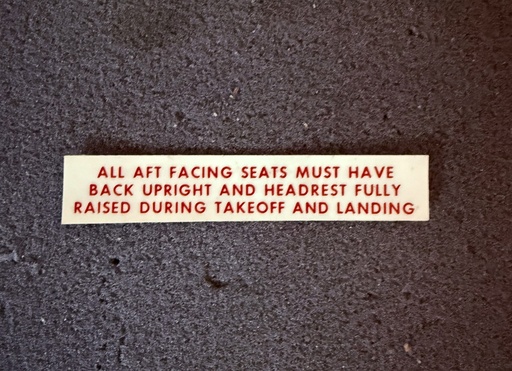 ALL AFT FACING SEATS MUST HAVE
BACK UPRIGHT AND HEADREST FULLY
RAISED DURING TAKEOFF AND LANDING